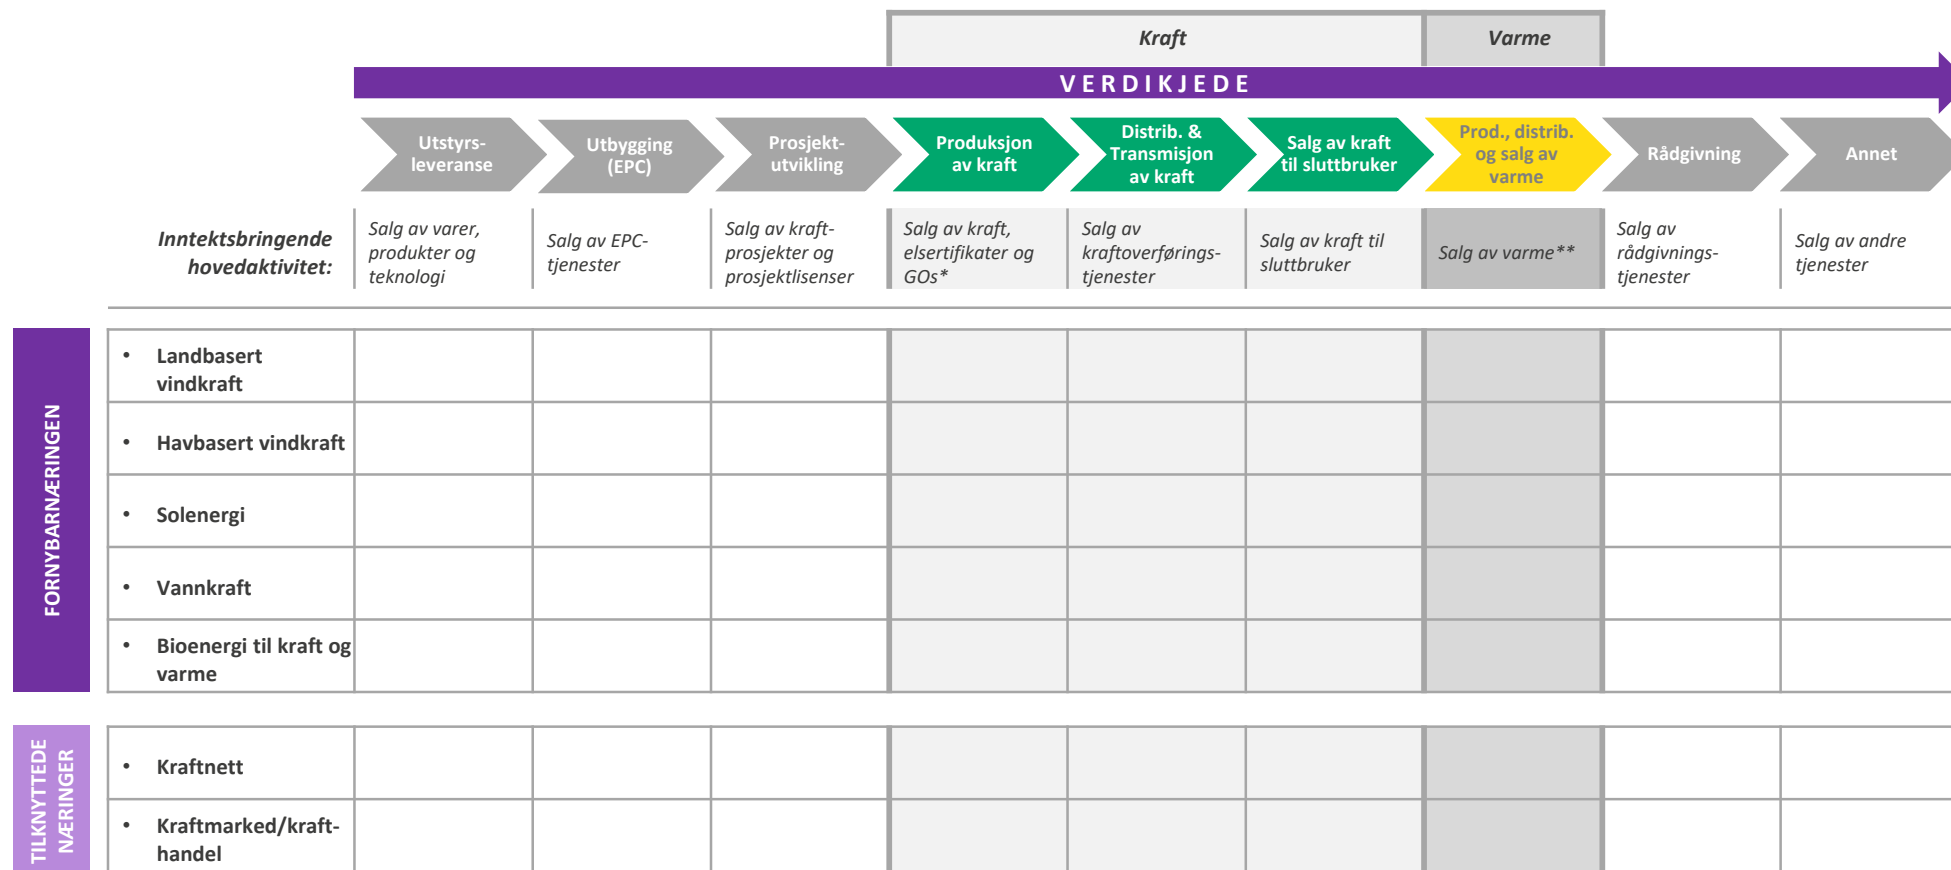 Kraft
Varme
VERDIKJEDE
Utstyrs-
leveranse
Utbygging
(EPC)
Prosjekt-
utvikling
Produksjon
av kraft
Distrib. &
Transmisjon
av kraft
Salg av kraft
til sluttbruker
Prod., distrib.
og salg av
varme
Rådgivning
Annet
Inntektsbringende
hovedaktivitet:
Salg av varer,
produkter og
teknologi
Salg av EPC-
tjenester
Salg av kraft-
prosjekter og
prosjektlisenser
Salg av kraft,
elsertifikater og
GOs*
Salg av
kraftoverførings-
tjenester
Salg av kraft til
sluttbruker
Salg av varme**
Salg av
rådgivnings-
tjenester
Salg av andre
tjenester
FORNYBARNÆRINGEN
• Landbasert
vindkraft
• Havbasert vindkraft
• Solenergi
• Vannkraft
• Bioenergi til kraft og
varme
TILKNYTTEDE
NÆRINGER
• Kraftnett
• Kraftmarked/kraft-
handel